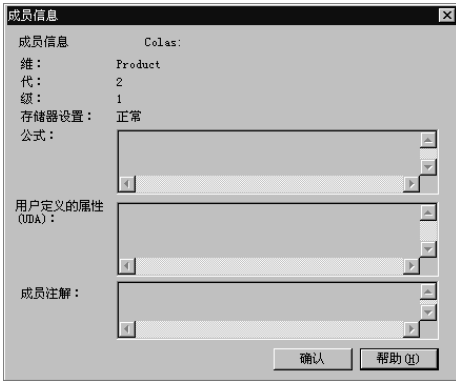 成员信息
成员信息 Colas:
维： Product
代： 2
级： 1
存储器设置： 正常
公式：
用户定义的属性
(UDA)：
成员注解：
确认 帮助(H)